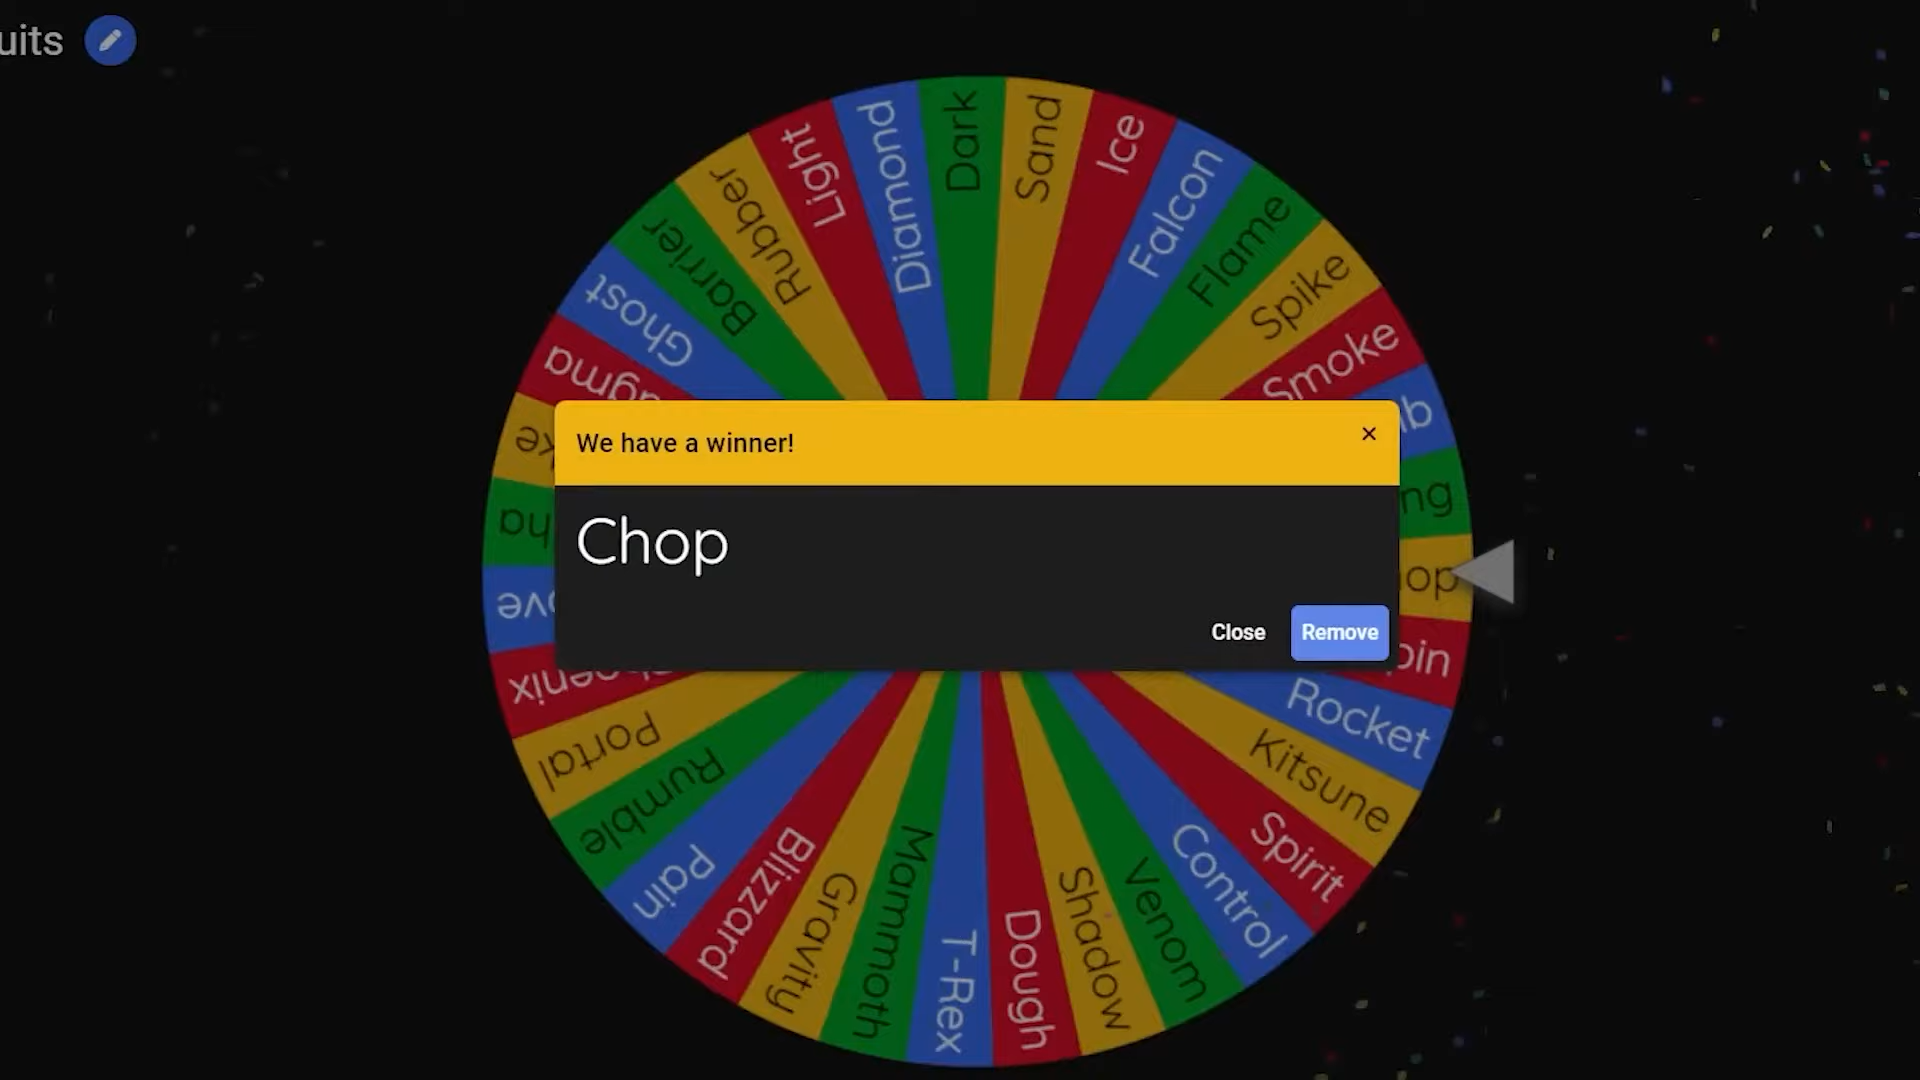 uits
Dark
Sand
Ice
Falcon
Flame
Spike
Smoke
Diamond
Light
Rubber
Barrier
Ghost
We have a winner!
Chop
Close
Remove
Rocket
Kitsune
Spirit
Control
Venom
Shadow
Dough
T-Rex
Mammoth
Gravity
Blizzard
Pain
Rumble
Portal